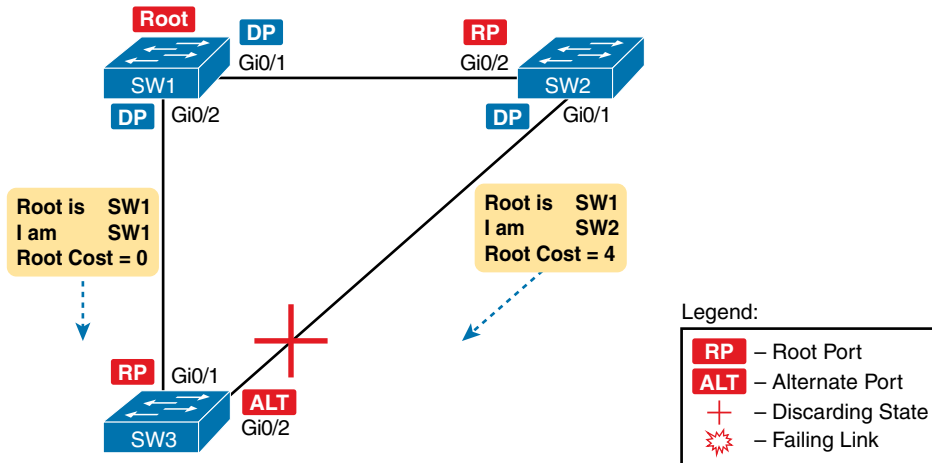 Root
DP
RP
Gi0/1
Gi0/2
SW1
SW2
DP
Gi0/2
DP
Gi0/1
Root is SW1
I am SW1
Root Cost = 0
Root is SW1
I am SW2
Root Cost = 4
RP
Gi0/1
ALT
Gi0/2
SW3
Legend:
RP – Root Port
ALT – Alternate Port
– Discarding State
– Failing Link